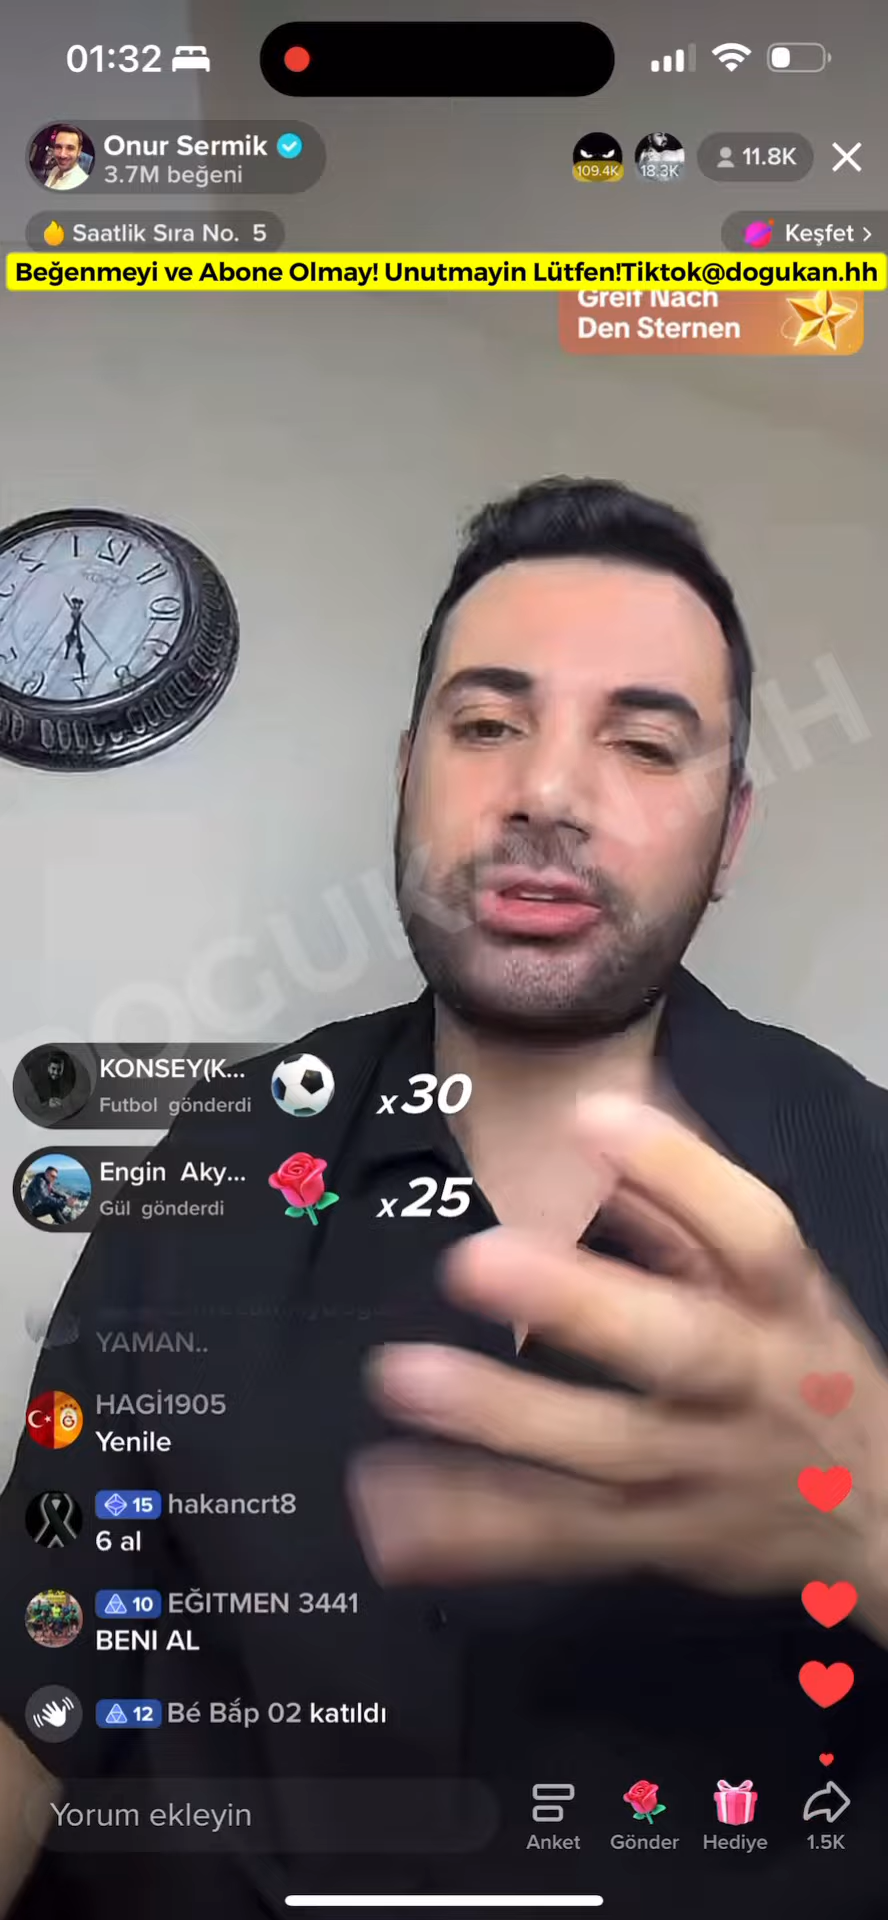 01:32
Onur Sermik
3.7M beğeni
109.4K
18.3K
11.8K
Saatlik Sıra No. 5
Keşfet >
Beğenmeyi ve Abone Olmay! Unutmayin Lütfen!Tiktok@dogukan.hh
Greif Nach
Den Sternen
KONSEY(K...
Futbol gönderdi
x30
Engin Aky...
Gül gönderdi
x25
YAMAN..
HAGİ1905
Yenile
15 hakancrt8
6 al
10 EĞITMEN 3441
BENI AL
12 Bé Bắp 02 katıldı
Yorum ekleyin
Anket
Gönder
Hediye
1.5K